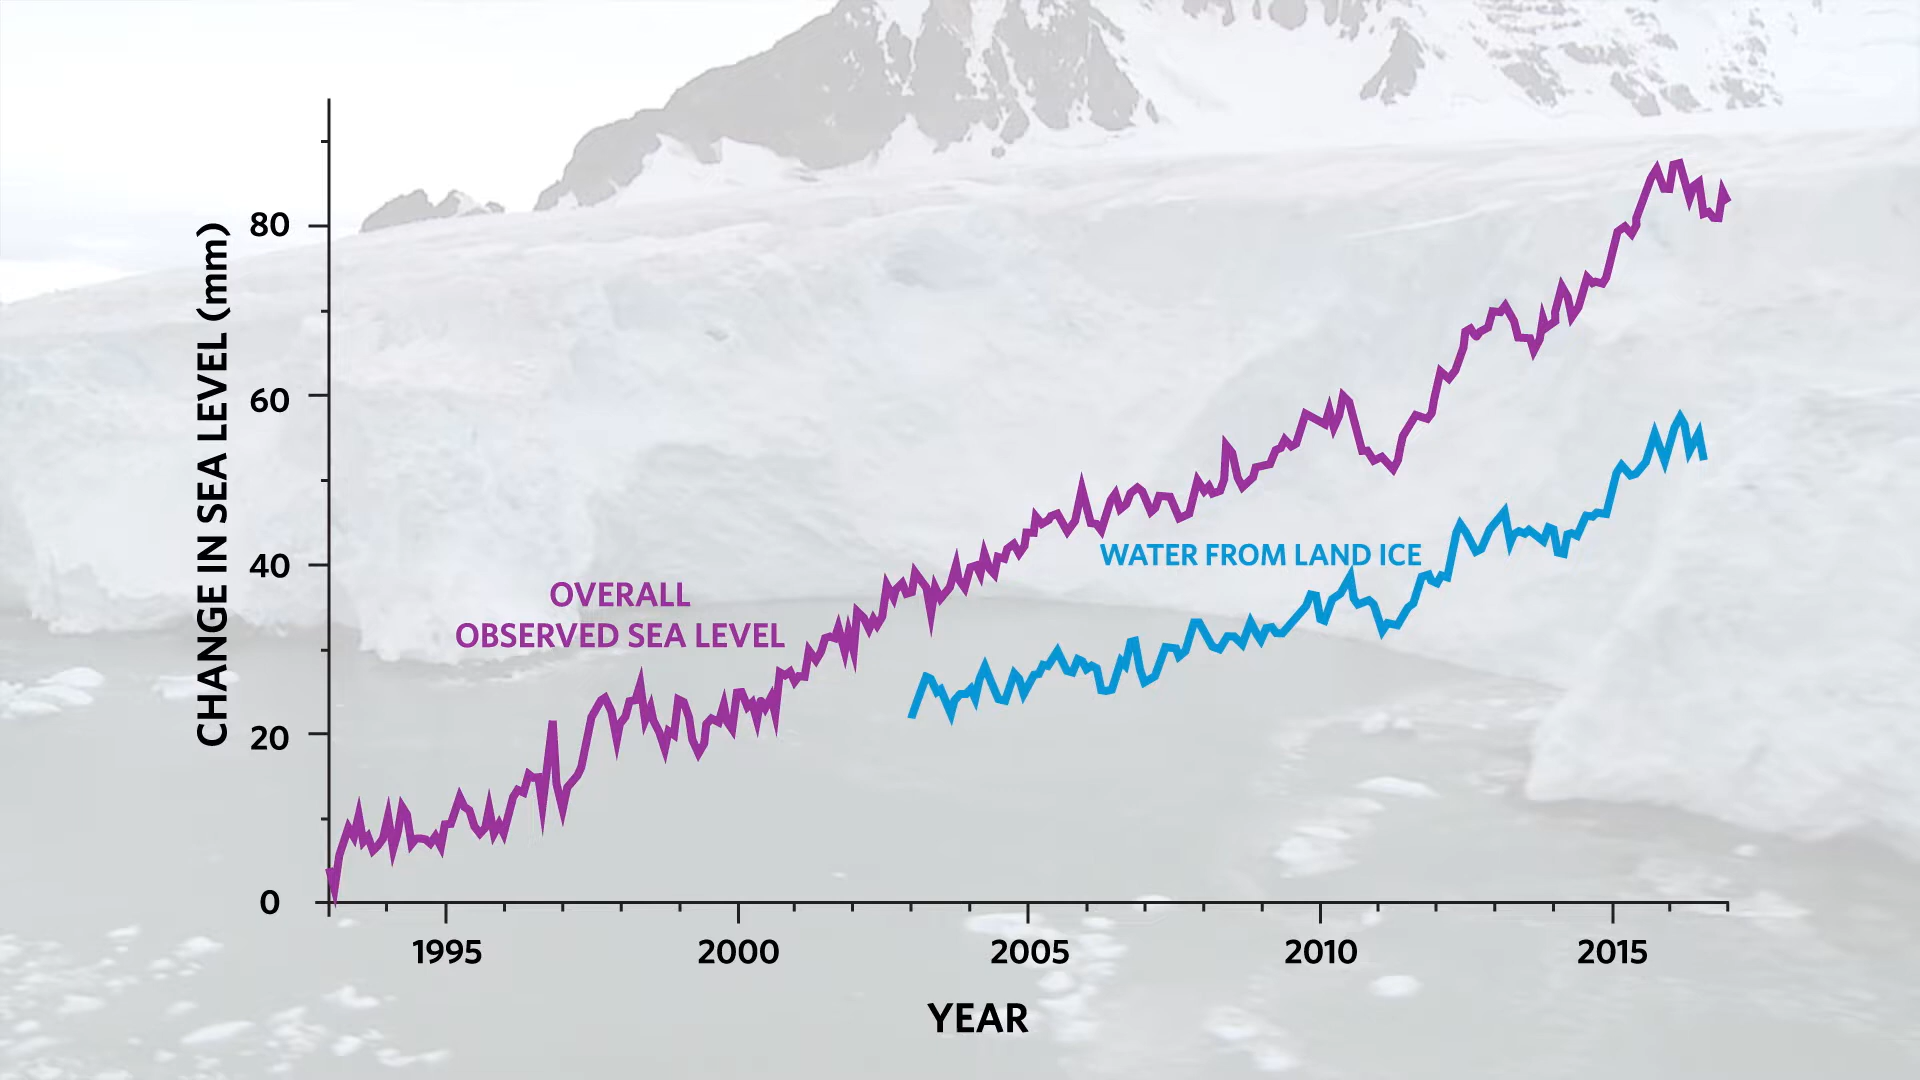 CHANGE IN SEA LEVEL (mm)
80
60
40
20
0
OVERALL
OBSERVED SEA LEVEL
WATER FROM LAND ICE
1995
2000
2005
2010
2015
YEAR